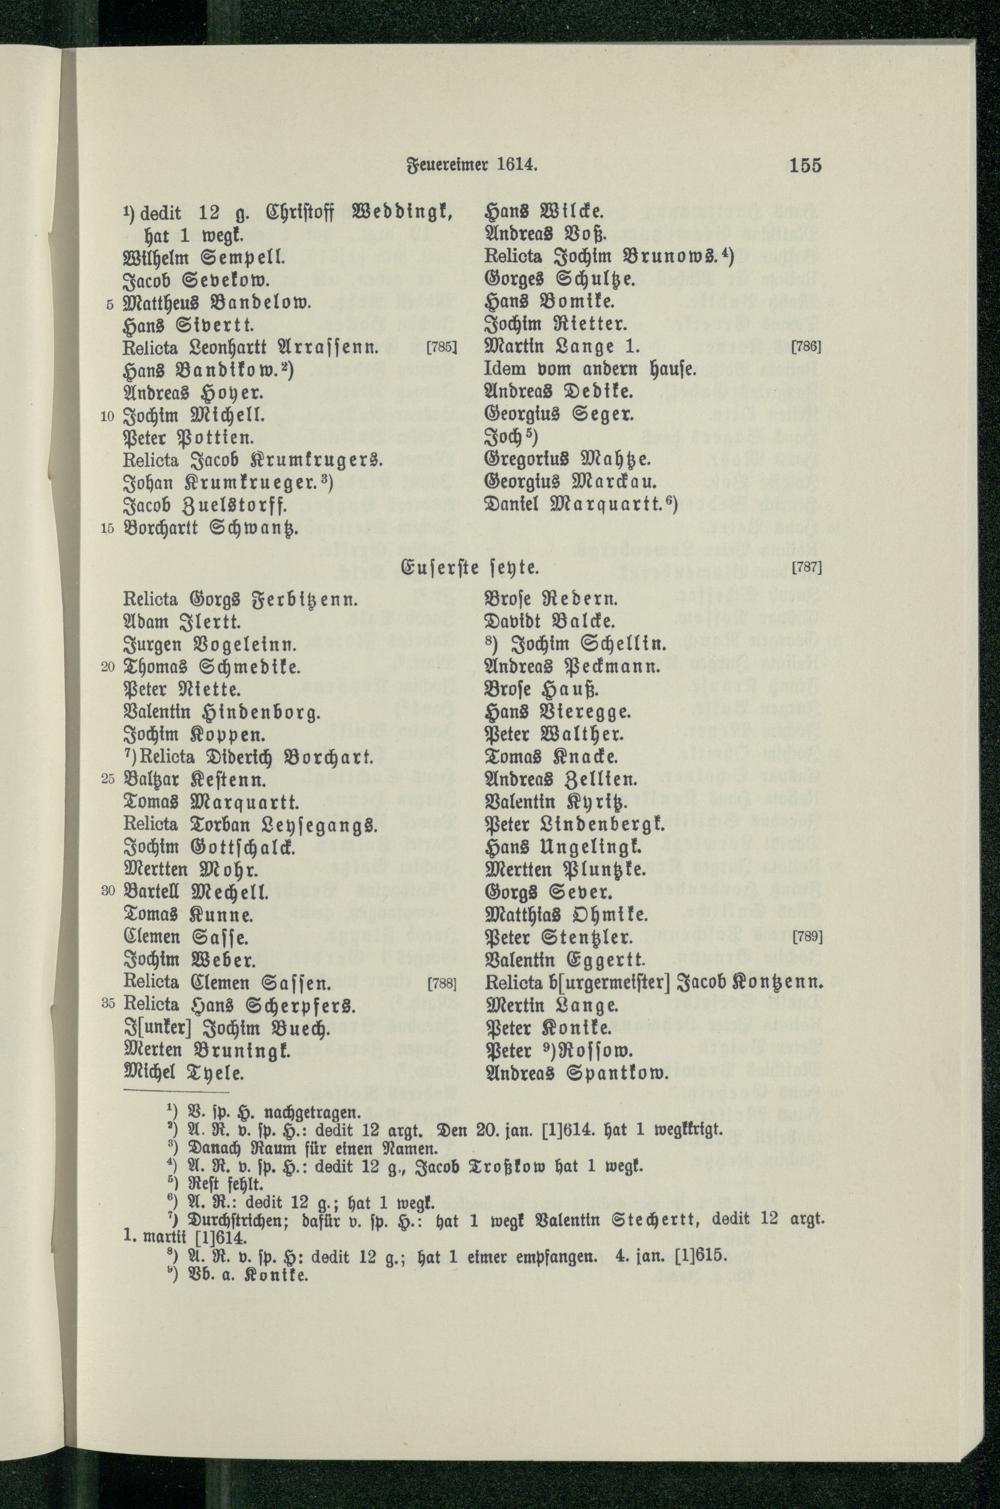 Feuereimer 1614. 155
¹) dedit 12 g. Christoff Weddingk,
hat 1 wegk.
Wilhelm Sempell.
Jacob Sevekow.
5 Mattheus Bandelow.
Hans Sivertt.
Relicta Leonhartt Arrassenn. [785]
Hans Bandikow.²)
Andreas Hoyer.
10 Jochim Michell.
Peter Pottien.
Relicta Jacob Krumkrugers.
Johan Krumkrueger.³)
Jacob Zuelstorff.
15 Borchartt Schwantz.
Hans Wilcke.
Andreas Voß.
Relicta Jochim Brunows.⁴)
Gorges Schultze.
Hans Bomike.
Jochim Rietter.
Martin Lange 1. [786]
Idem vom andern hause.
Andreas Dedike.
Georgius Seger.
Joch⁵)
Gregorius Mahtze.
Georgius Marckau.
Daniel Marquartt.⁶)
Euserste seyte. [787]
Relicta Gorgs Ferbitzenn.
Adam Ilertt.
Jurgen Vogeleinn.
20 Thomas Schmedike.
Peter Niette.
Valentin Hindenborg.
Jochim Koppen.
⁷) Relicta Diderich Borchart.
25 Baltzar Kestenn.
Tomas Marquartt.
Relicta Torban Leysegangs.
Jochim Gottschalck.
Mertten Mohr.
30 Bartell Mechell.
Tomas Kunne.
Clemen Sasse.
Jochim Weber.
Relicta Clemen Sassen. [788]
35 Relicta Hans Scherpfers.
J[unker] Jochim Buech.
Merten Bruningk.
Michel Tyele.
Brose Redern.
Davidt Balcke.
⁸) Jochim Schellin.
Andreas Peckmann.
Brose Hauß.
Hans Vieregge.
Peter Walther.
Tomas Knacke.
Andreas Zellien.
Valentin Kyritz.
Peter Lindenbergk.
Hans Ungelingk.
Mertten Pluntzke.
Gorgs Sever.
Matthias Ohmike.
Peter Stentzler. [789]
Valentin Eggertt.
Relicta b[urgermeister] Jacob Kontzenn.
Mertin Lange.
Peter Konike.
Peter ⁹)Rossow.
Andreas Spantkow.
¹) V. sp. H. nachgetragen.
²) A. R. v. sp. H.: dedit 12 argt. Den 20. jan. [1]614. hat 1 wegkkrigt.
³) Danach Raum für einen Namen.
⁴) A. R. v. sp. H.: dedit 12 g., Jacob Troßkow hat 1 wegk.
⁵) Rest fehlt.
⁶) A. R.: dedit 12 g.; hat 1 wegk.
⁷) Durchstrichen; dafür v. sp. H.: hat 1 wegk Valentin Stechertt, dedit 12 argt.
1. martii [1]614.
⁸) A. R. v. sp. H: dedit 12 g.; hat 1 eimer empfangen. 4. jan. [1]615.
⁹) Vb. a. Konike.